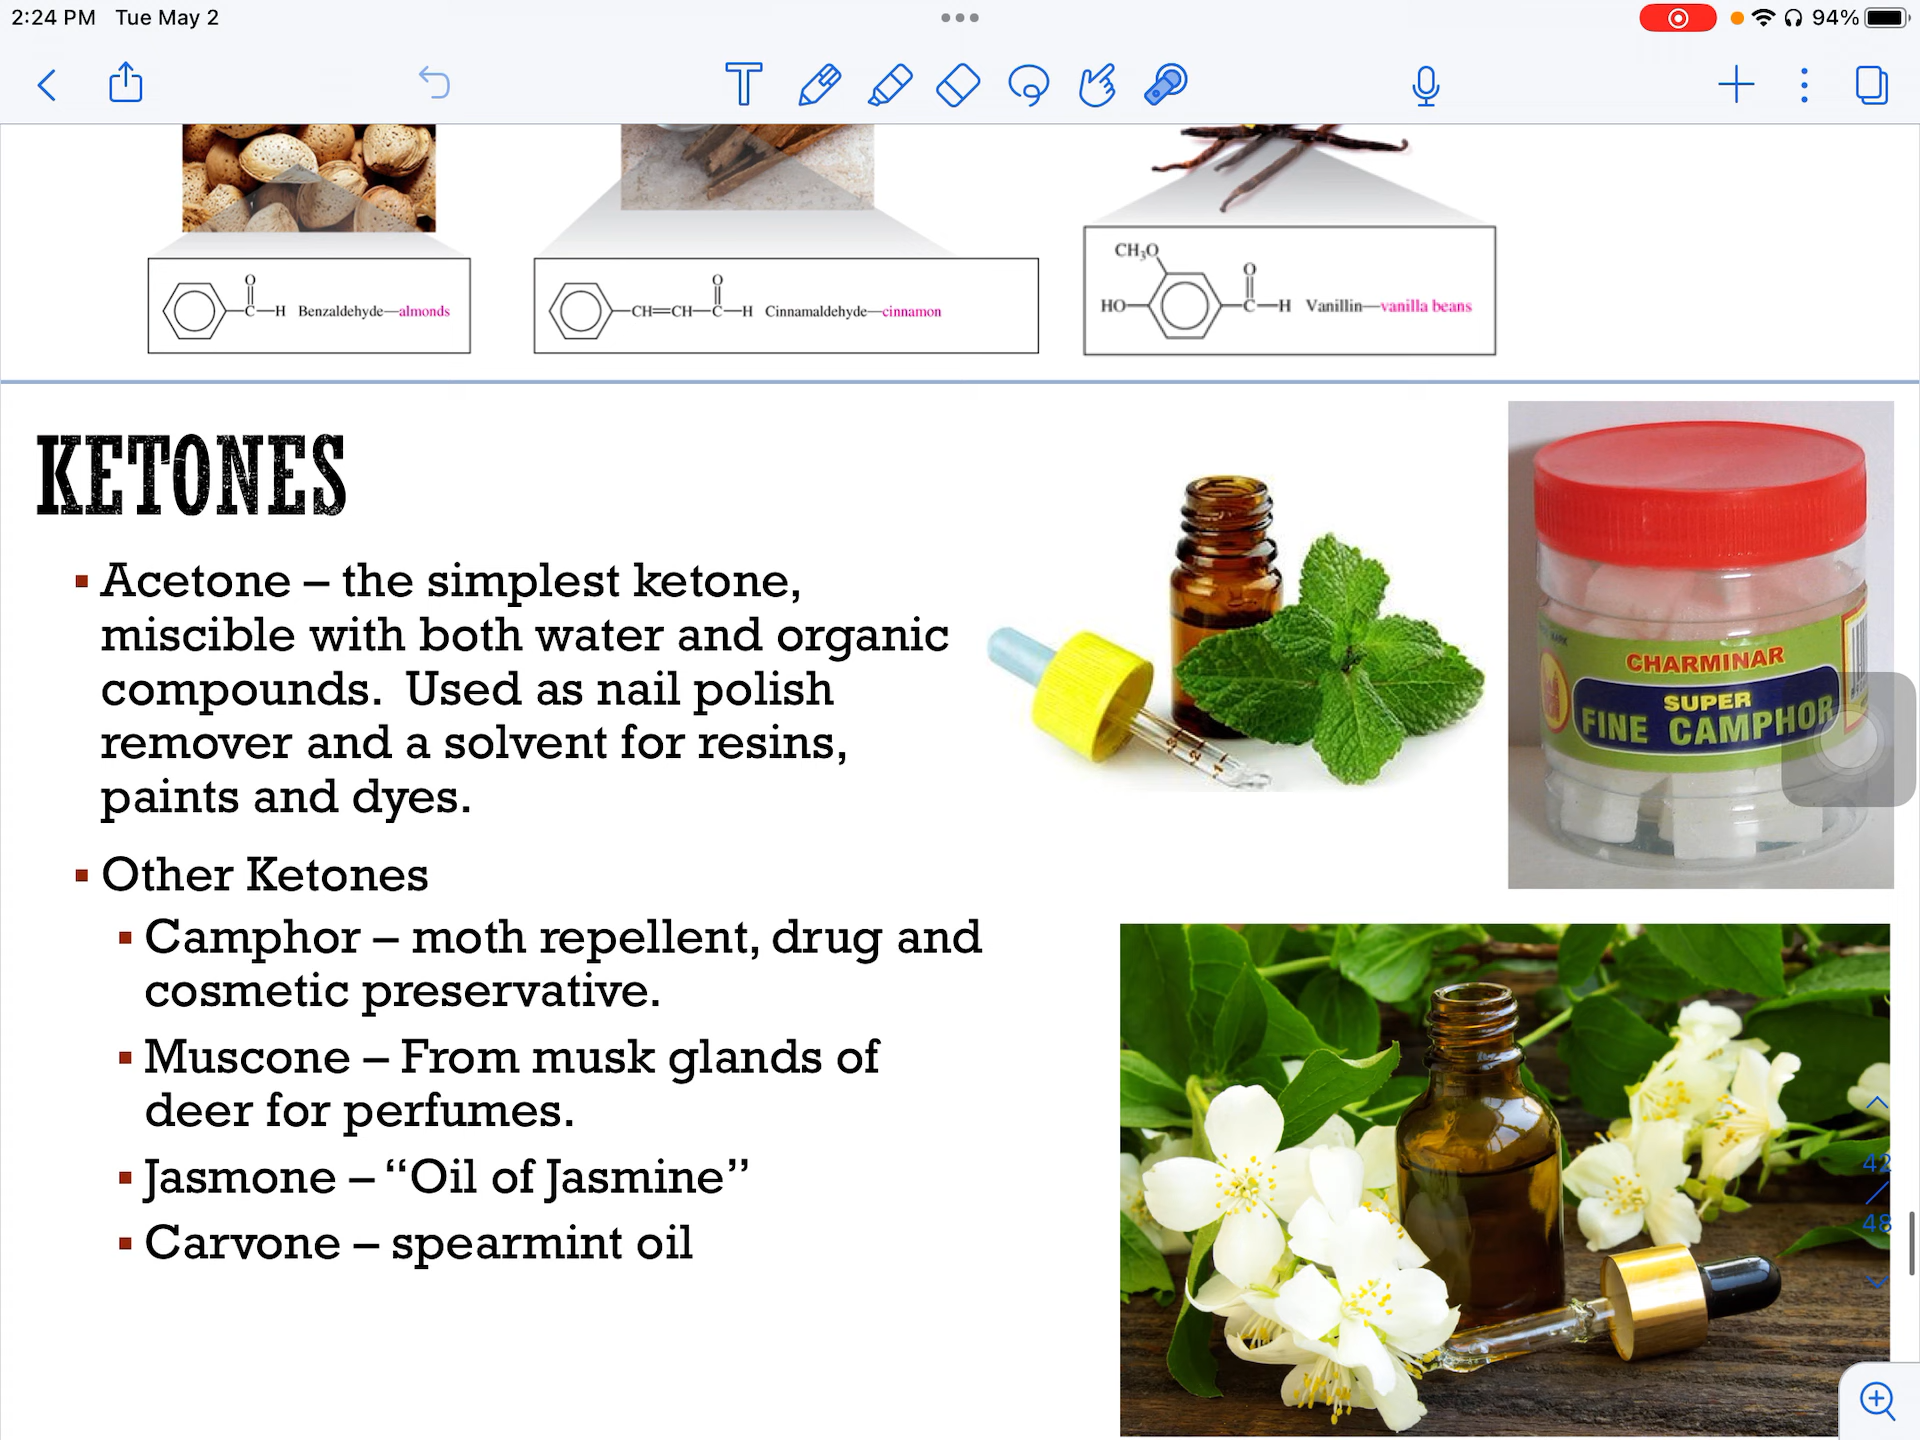 2:24 PM Tue May 2
94%
CH₃O
O
O
O
C—H Benzaldehyde—almonds
CH=CH—C—H Cinnamaldehyde—cinnamon
HO C—H Vanillin—vanilla beans
KETONES
▪ Acetone – the simplest ketone,
miscible with both water and organic
compounds. Used as nail polish
remover and a solvent for resins,
paints and dyes.
▪ Other Ketones
▪ Camphor – moth repellent, drug and
cosmetic preservative.
▪ Muscone – From musk glands of
deer for perfumes.
▪ Jasmone – “Oil of Jasmine”
▪ Carvone – spearmint oil
CHARMINAR
SUPER
FINE CAMPHOR
42
/
48